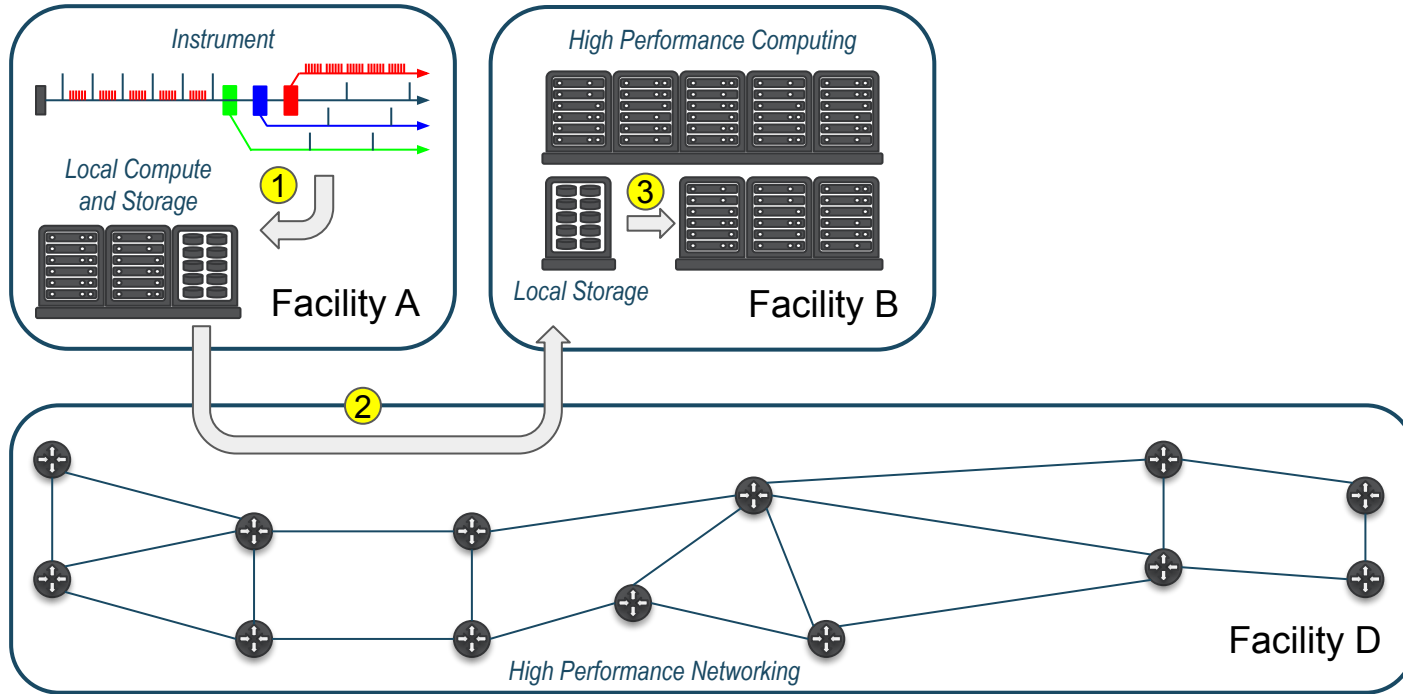 Instrument
Local Compute
and Storage
1
Facility A
High Performance Computing
3
Local Storage
Facility B
2
High Performance Networking
Facility D